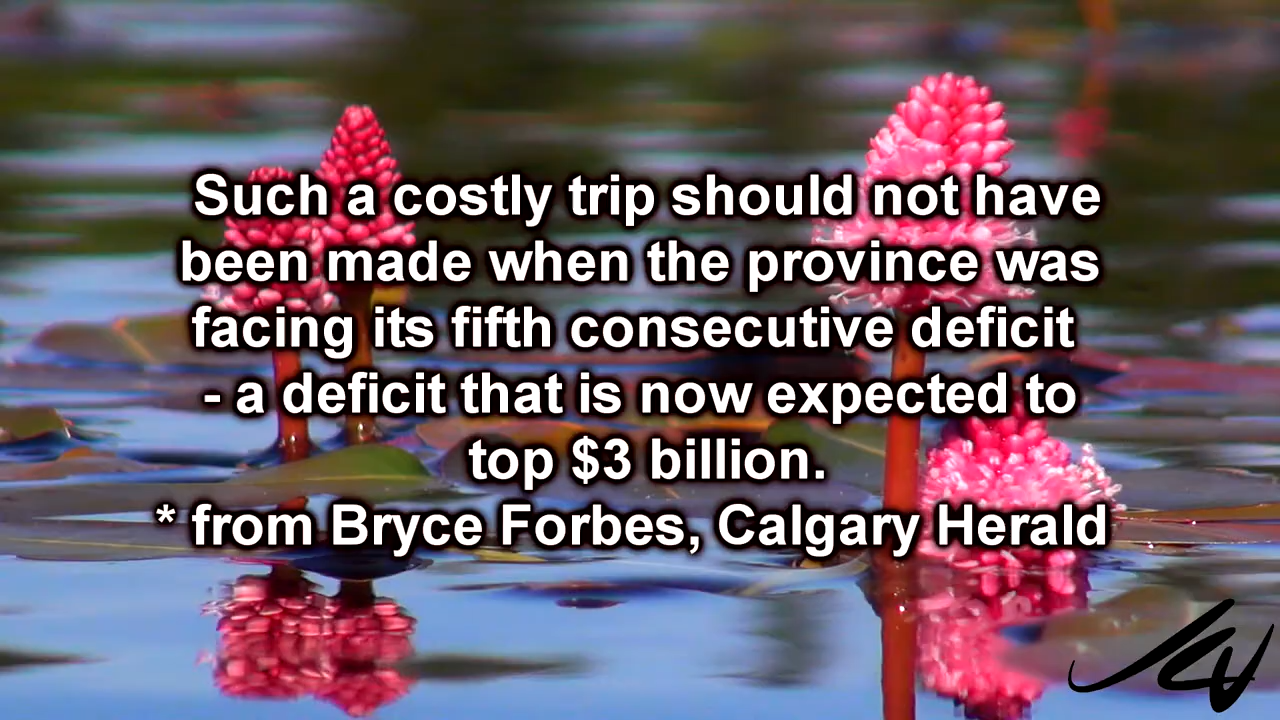 Such a costly trip should not have
been made when the province was
facing its fifth consecutive deficit
- a deficit that is now expected to
top $3 billion.
* from Bryce Forbes, Calgary Herald